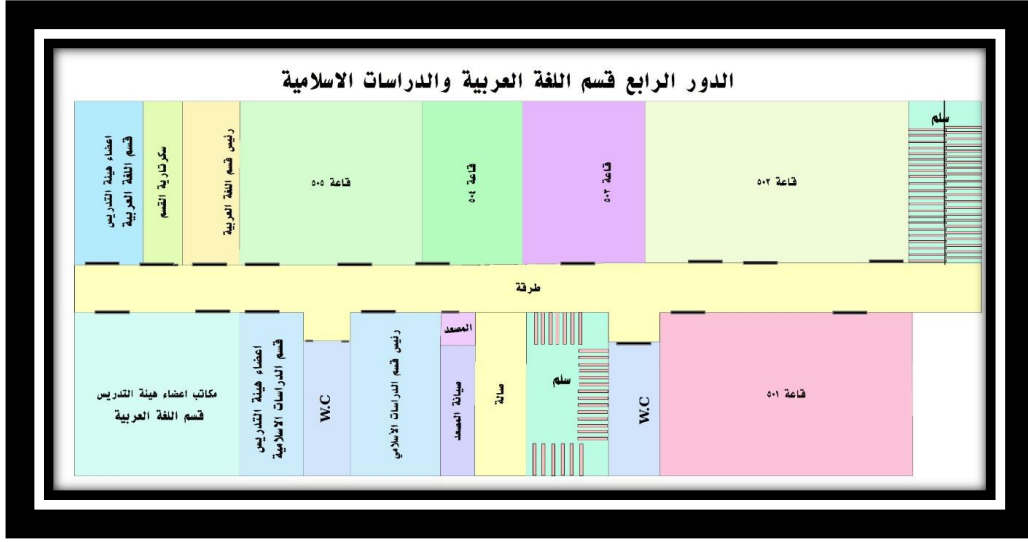 الدور الرابع قسم اللغة العربية والدراسات الاسلامية
سلم
قاعة ٥٠٢
قاعة ٥٠٣
قاعة ٥٠٤
قاعة ٥٠٥
رئيس قسم اللغة العربية
سكرتارية القسم
اعضاء هيئة التدريس
قسم اللغة العربية
طرقة
قاعة ٥٠١
W.C
سلم
صالة
المصعد
صيانة المصعد
رئيس قسم الدراسات الأسلامي
W.C
اعضاء هيئة التدريس
قسم الدراسات الاسلامية
مكاتب اعضاء هيئة التدريس
قسم اللغة العربية